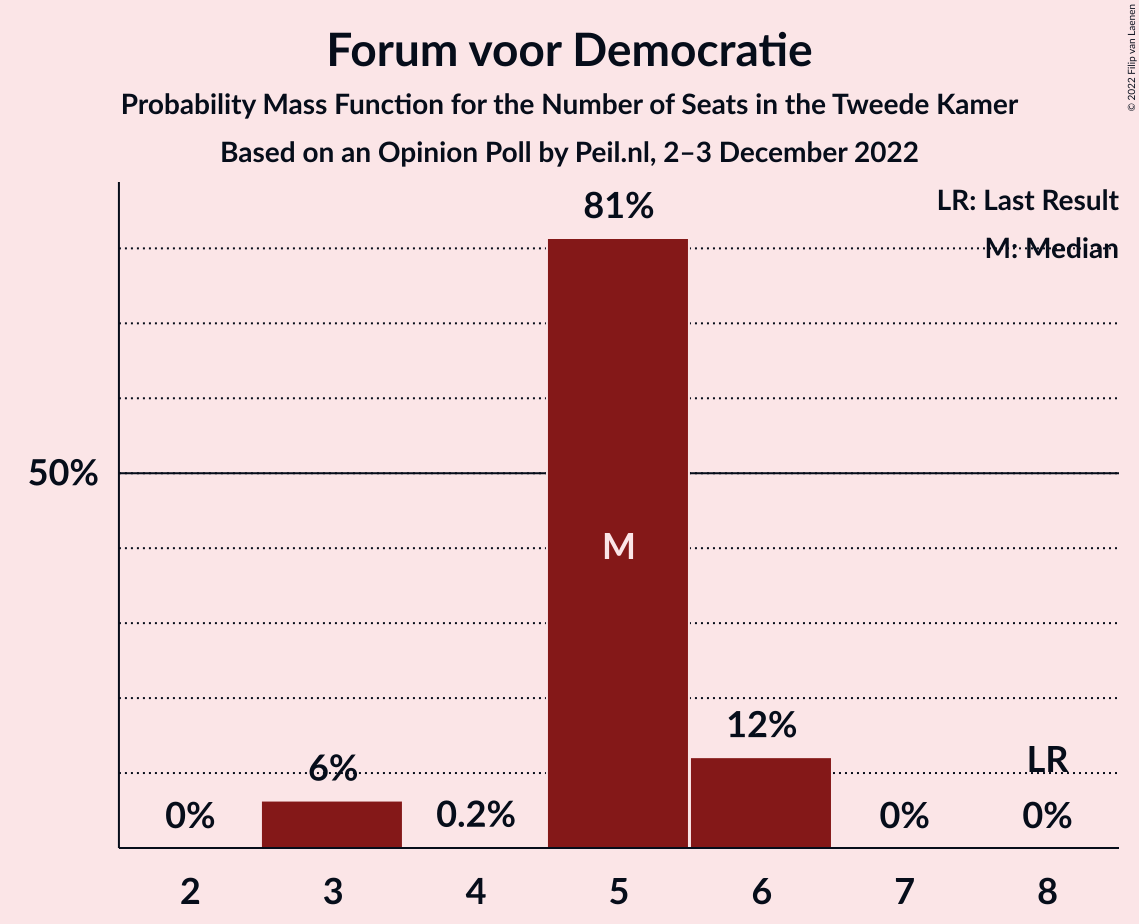 Forum voor Democratie
Probability Mass Function for the Number of Seats in the Tweede Kamer
Based on an Opinion Poll by Peil.nl, 2–3 December 2022
© 2022 Filip van Laenen
LR: Last Result
M: Median
81%
50%
M
12%
6%
LR
0%
0.2%
0%
0%
2 3 4 5 6 7 8